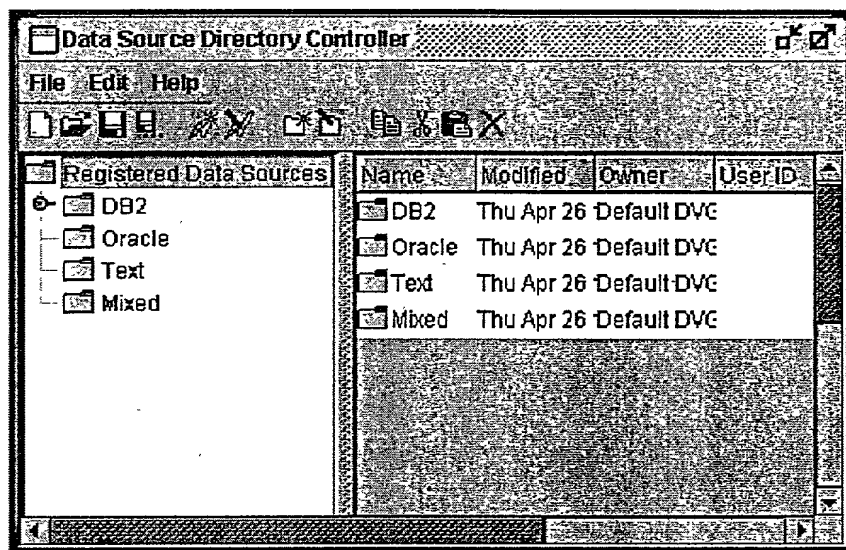 Data Source Directory Controller
File Edit Help
Registered Data Sources
DB2
Oracle
Text
Mixed
Name Modified Owner User ID
DB2 Thu Apr 26 Default DVG
Oracle Thu Apr 26 Default DVG
Text Thu Apr 26 Default DVG
Mixed Thu Apr 26 Default DVG